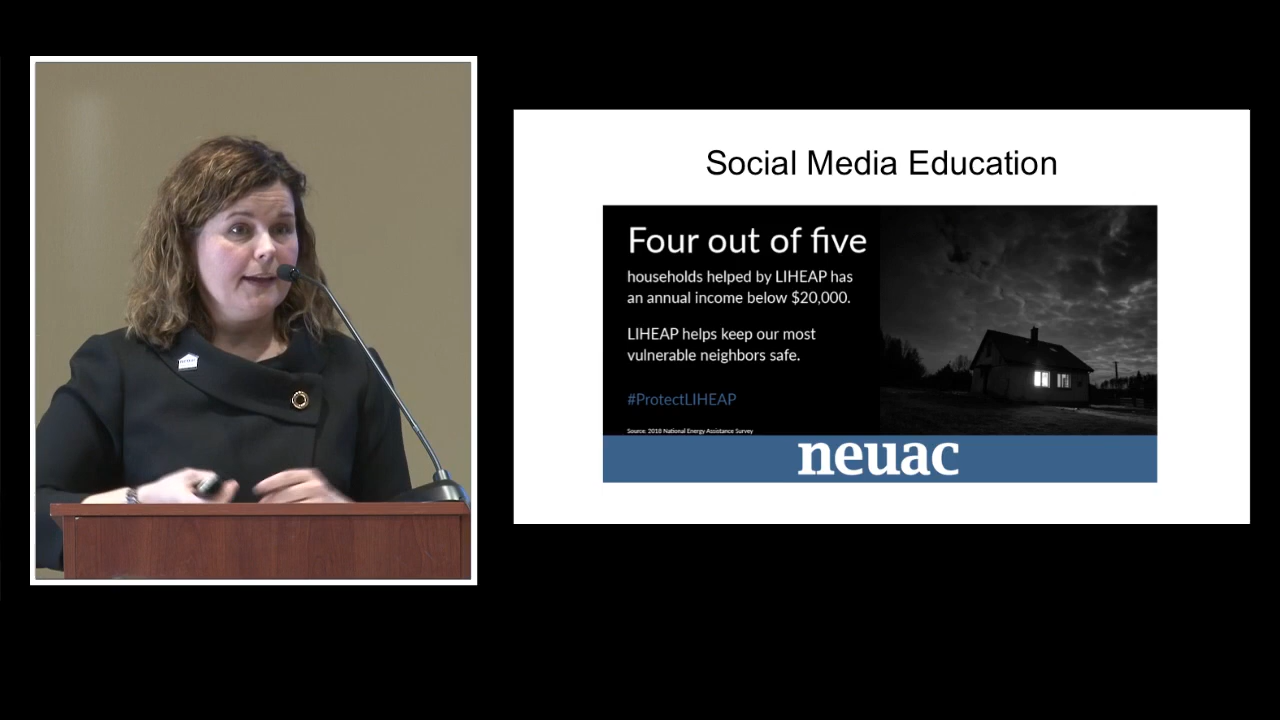 Social Media Education
Four out of five
households helped by LIHEAP has
an annual income below $20,000.
LIHEAP helps keep our most
vulnerable neighbors safe.
#ProtectLIHEAP
Source: 2018 National Energy Assistance Survey
neuac